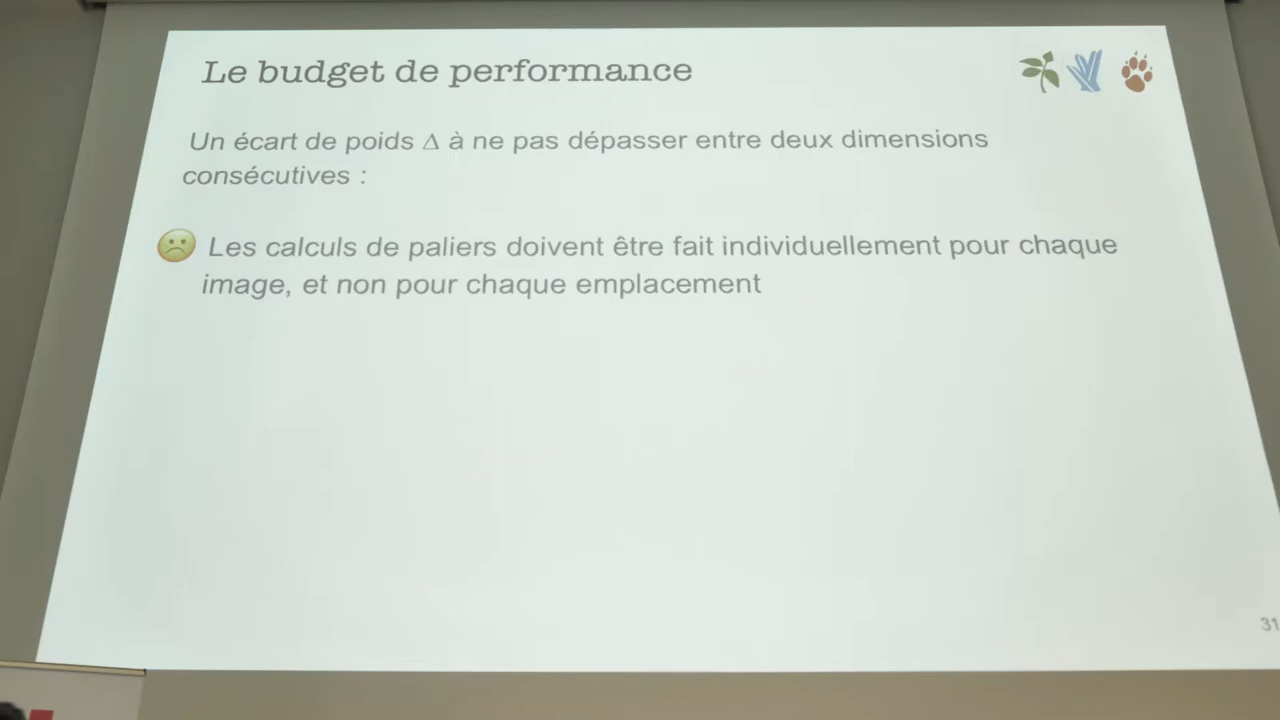 Le budget de performance
Un écart de poids Δ à ne pas dépasser entre deux dimensions
consécutives :
Les calculs de paliers doivent être fait individuellement pour chaque
image, et non pour chaque emplacement
31